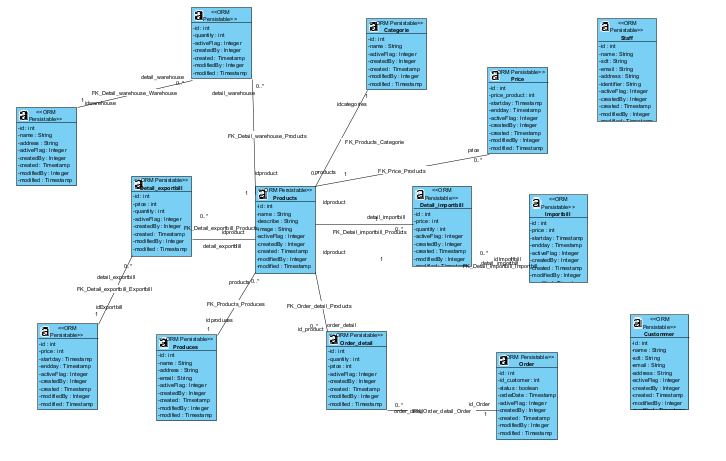 <<ORM
Persistable>>
-id : int
-quantity : int
-activeFlag : Integer
-createdBy : Integer
-created : Timestamp
-modifiedBy : Integer
-modified : Timestamp
<<ORM
Persistable>>
Categorie
-id : int
-name : String
-activeFlag : Integer
-createdBy : Integer
-created : Timestamp
-modifiedBy : Integer
-modified : Timestamp
<<ORM
Persistable>>
Staff
-id : int
-name : String
-sdt : String
-email : String
-address : String
-identifier : String
-activeFlag : Integer
-createdBy : Integer
-created : Timestamp
-modifiedBy : Integer
<<ORM
Persistable>>
Price
-id : int
-price_product : int
-startday : Timestamp
-endday : Timestamp
-activeFlag : Integer
-createdBy : Integer
-created : Timestamp
-modifiedBy : Integer
-modified : Timestamp
detail_warehouse
0..*
FK_Detail_warehouse_Warehouse
1
idwarehouse
detail_warehouse
0..*
idcategories
1
<<ORM
Persistable>>
-id : int
-name : String
-address : String
-activeFlag : Integer
-createdBy : Integer
-created : Timestamp
-modifiedBy : Integer
-modified : Timestamp
FK_Detail_warehouse_Products
FK_Products_Categorie
price
0..*
FK_Price_Products
idproduct
products
1
1
<<ORM
Persistable>>
Detail_exportbill
-id : int
-price : int
-quantity : int
-activeFlag : Integer
-createdBy : Integer
-created : Timestamp
-modifiedBy : Integer
-modified : Timestamp
<<ORM
Persistable>>
Products
-id : int
-name : String
-describe : String
-image : String
-activeFlag : Integer
-createdBy : Integer
-created : Timestamp
-modifiedBy : Integer
-modified : Timestamp
<<ORM
Persistable>>
Detail_importbill
-id : int
-price : int
-quantity : int
-activeFlag : Integer
-createdBy : Integer
-created : Timestamp
-modifiedBy : Integer
-modified : Timestamp
<<ORM
Persistable>>
Importbill
-id : int
-price : int
-startday : Timestamp
-endday : Timestamp
-activeFlag : Integer
-createdBy : Integer
-modifiedBy : Integer
idproduct
0..*
FK_Detail_exportbill_Products
idproduct
detail_exportbill
detail_importbill
FK_Detail_importbill_Products
0..*
idproduct
1
0..*
idimportbill
detail_importbill
FK_Detail_importbill_Importbill
0..*
detail_exportbill
FK_Detail_exportbill_Exportbill
idExportbill
1
products
0..*
FK_Products_Produces
idproduces
1
FK_Order_detail_Products
id_product
0..*
order_detail
<<ORM
Persistable>>
-id : int
-price : int
-startday : Timestamp
-endday : Timestamp
-activeFlag : Integer
-createdBy : Integer
-created : Timestamp
-modifiedBy : Integer
-modified : Timestamp
<<ORM
Persistable>>
Produces
-id : int
-name : String
-address : String
-email : String
-activeFlag : Integer
-createdBy : Integer
-created : Timestamp
-modifiedBy : Integer
-modified : Timestamp
<<ORM
Persistable>>
Order_detail
-id : int
-quantity : int
-price : int
-activeFlag : Integer
-createdBy : Integer
-created : Timestamp
-modifiedBy : Integer
-modified : Timestamp
<<ORM
Persistable>>
Order
-id : int
-id_customer : int
-status : boolean
-orderDate : Timestamp
-activeFlag : Integer
-createdBy : Integer
-created : Timestamp
-modifiedBy : Integer
-modified : Timestamp
<<ORM
Persistable>>
Custommer
-id : int
-name : String
-sdt : String
-email : String
-address : String
-activeFlag : Integer
-createdBy : Integer
-created : Timestamp
-modifiedBy : Integer
0..*
order_detail
FK_Order_detail_Order
id_Order
1